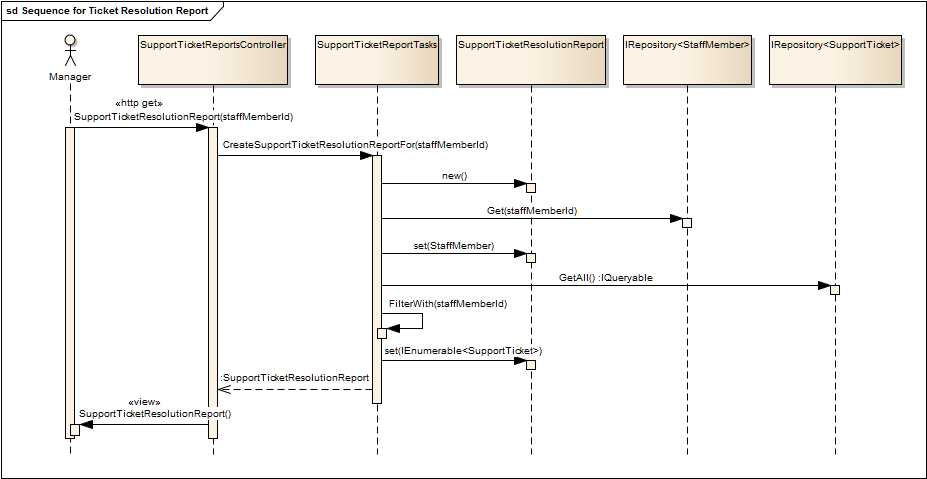 sd Sequence for Ticket Resolution Report
SupportTicketReportsController
SupportTicketReportTasks
SupportTicketResolutionReport
IRepository<StaffMember>
IRepository<SupportTicket>
Manager
«http get»
SupportTicketResolutionReport(staffMemberId)
CreateSupportTicketResolutionReportFor(staffMemberId)
new()
Get(staffMemberId)
set(StaffMember)
GetAll() :IQueryable
FilterWith(staffMemberId)
set(IEnumerable<SupportTicket>)
:SupportTicketResolutionReport
«view»
SupportTicketResolutionReport()